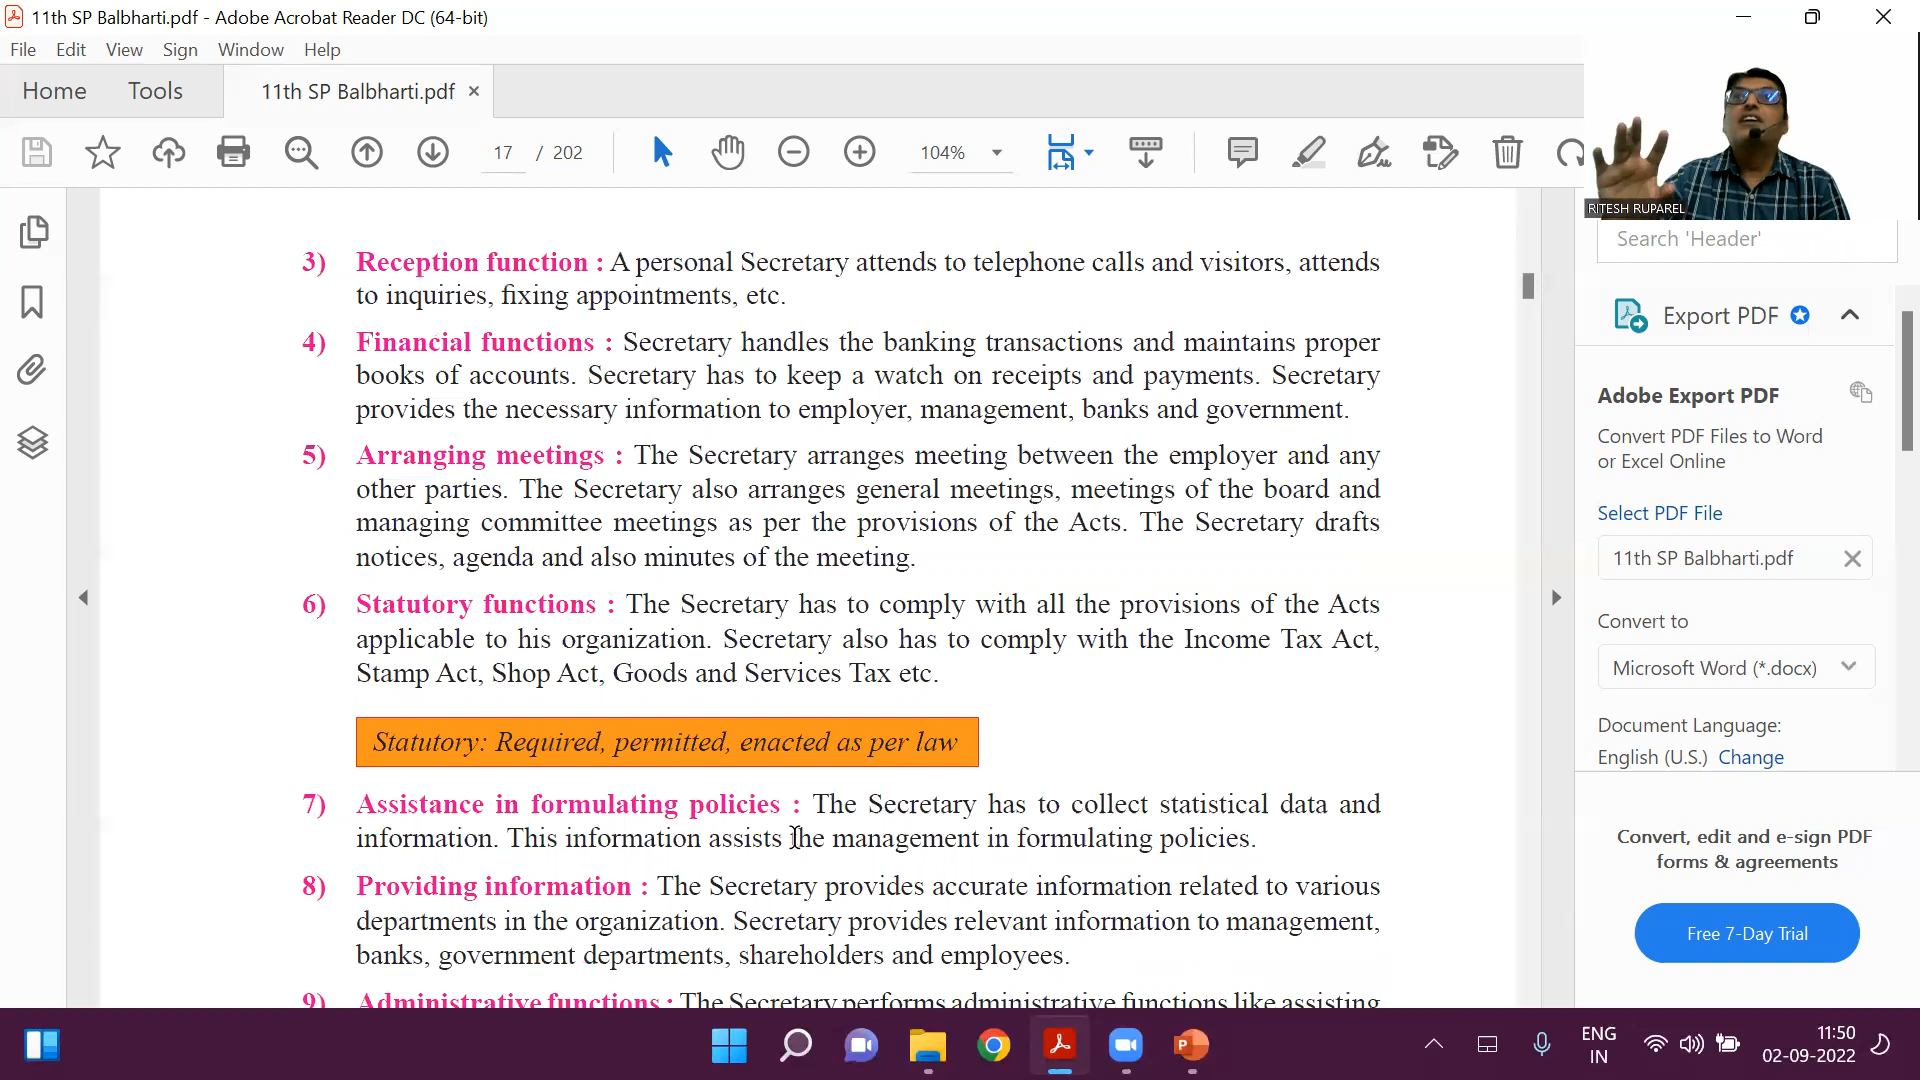 11th SP Balbharti.pdf - Adobe Acrobat Reader DC (64-bit)
File Edit View Sign Window Help
Home Tools 11th SP Balbharti.pdf ×
17 / 202 104%
RITESH RUPAREL
3) Reception function : A personal Secretary attends to telephone calls and visitors, attends
to inquiries, fixing appointments, etc.
4) Financial functions : Secretary handles the banking transactions and maintains proper
books of accounts. Secretary has to keep a watch on receipts and payments. Secretary
provides the necessary information to employer, management, banks and government.
5) Arranging meetings : The Secretary arranges meeting between the employer and any
other parties. The Secretary also arranges general meetings, meetings of the board and
managing committee meetings as per the provisions of the Acts. The Secretary drafts
notices, agenda and also minutes of the meeting.
6) Statutory functions : The Secretary has to comply with all the provisions of the Acts
applicable to his organization. Secretary also has to comply with the Income Tax Act,
Stamp Act, Shop Act, Goods and Services Tax etc.
Statutory: Required, permitted, enacted as per law
7) Assistance in formulating policies : The Secretary has to collect statistical data and
information. This information assists the management in formulating policies.
8) Providing information : The Secretary provides accurate information related to various
departments in the organization. Secretary provides relevant information to management,
banks, government departments, shareholders and employees.
9) Administrative functions : The Secretary performs administrative functions like assisting
Search 'Header'
Export PDF
Adobe Export PDF
Convert PDF Files to Word
or Excel Online
Select PDF File
11th SP Balbharti.pdf
Convert to
Microsoft Word (*.docx)
Document Language:
English (U.S.) Change
Convert, edit and e-sign PDF
forms & agreements
Free 7-Day Trial
ENG
IN
11:50
02-09-2022